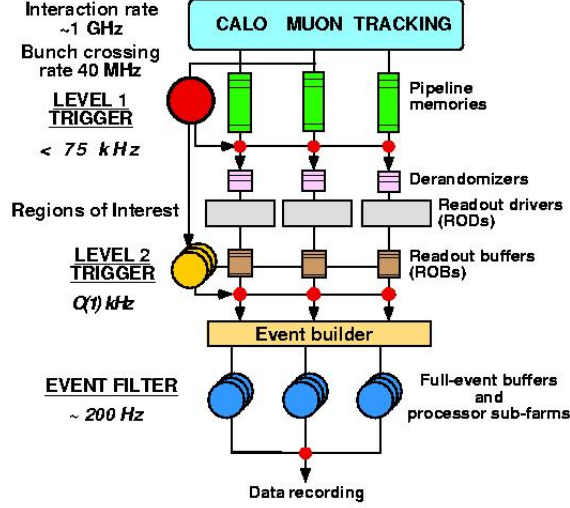 Interaction rate
~1 GHz
CALO MUON TRACKING
Bunch crossing
rate 40 MHz
LEVEL 1
TRIGGER
< 75 kHz
Pipeline
memories
Derandomizers
Regions of Interest
Readout drivers
(RODs)
LEVEL 2
TRIGGER
O(1) kHz
Readout buffers
(ROBs)
Event builder
EVENT FILTER
~ 200 Hz
Full-event buffers
and
processor sub-farms
Data recording